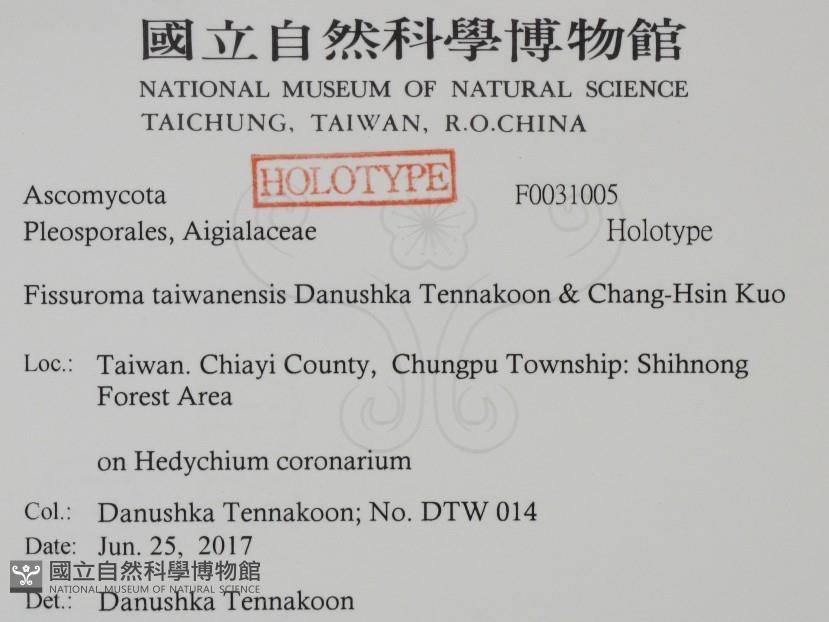 國立自然科學博物館
NATIONAL MUSEUM OF NATURAL SCIENCE
TAICHUNG, TAIWAN, R.O.CHINA
HOLOTYPE
Ascomycota F0031005
Pleosporales, Aigialaceae Holotype
Fissuroma taiwanensis Danushka Tennakoon & Chang-Hsin Kuo
Loc.: Taiwan. Chiayi County, Chungpu Township: Shihnong
Forest Area
on Hedychium coronarium
Col.: Danushka Tennakoon; No. DTW 014
Date: Jun. 25, 2017
國立自然科學博物館
NATIONAL MUSEUM OF NATURAL SCIENCE
Det.: Danushka Tennakoon